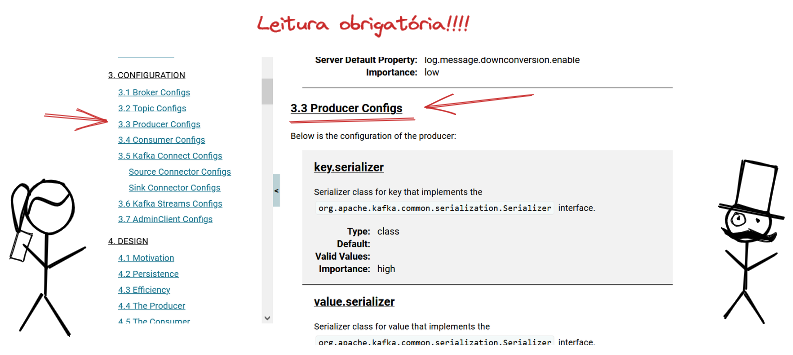 Leitura obrigatória!!!!
3. CONFIGURATION
3.1 Broker Configs
3.2 Topic Configs
3.3 Producer Configs
3.4 Consumer Configs
3.5 Kafka Connect Configs
Source Connector Configs
Sink Connector Configs
3.6 Kafka Streams Configs
3.7 AdminClient Configs
4. DESIGN
4.1 Motivation
4.2 Persistence
4.3 Efficiency
4.4 The Producer
4.5 The Consumer
<
Server Default Property: log.message.downconversion.enable
Importance: low
3.3 Producer Configs
Below is the configuration of the producer:
key.serializer
Serializer class for key that implements the
org.apache.kafka.common.serialization.Serializer interface.
Type: class
Default:
Valid Values:
Importance: high
value.serializer
Serializer class for value that implements the
org.apache.kafka.common.serialization.Serializer interface.